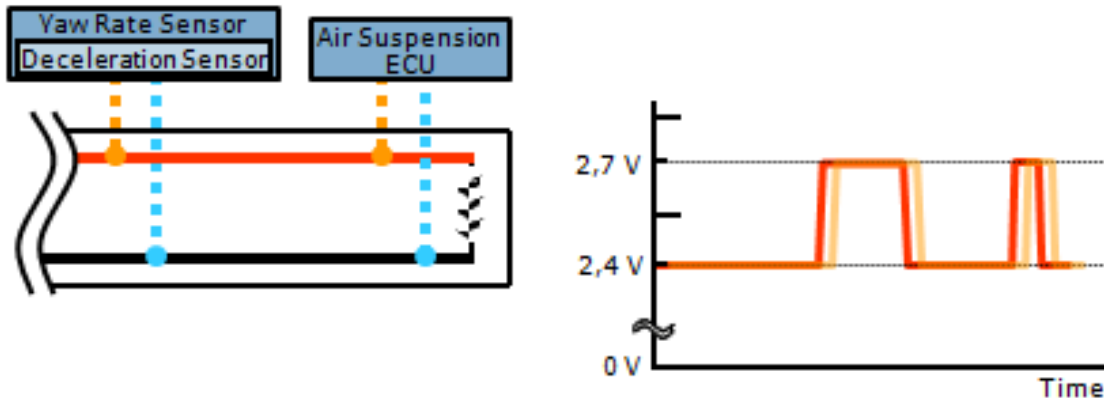 Yaw Rate Sensor
Deceleration Sensor
Air Suspension
ECU
2,7 V
2,4 V
0 V
Time